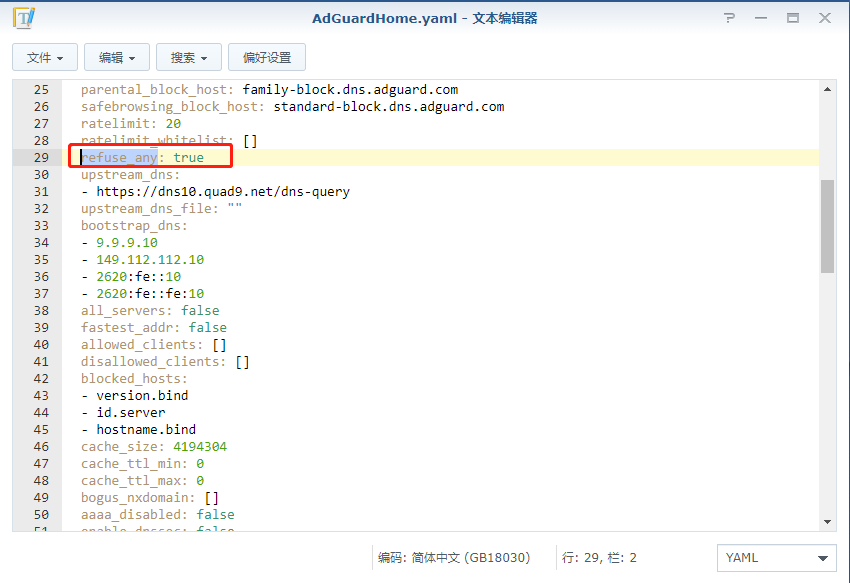 AdGuardHome.yaml - 文本编辑器
文件 编辑 搜索 偏好设置
25 parental_block_host: family-block.dns.adguard.com
26 safebrowsing_block_host: standard-block.dns.adguard.com
27 ratelimit: 20
28 ratelimit_whitelist: []
29 refuse_any: true
30 upstream_dns:
31 - https://dns10.quad9.net/dns-query
32 upstream_dns_file: ""
33 bootstrap_dns:
34 - 9.9.9.10
35 - 149.112.112.10
36 - 2620:fe::10
37 - 2620:fe::fe:10
38 all_servers: false
39 fastest_addr: false
40 allowed_clients: []
41 disallowed_clients: []
42 blocked_hosts:
43 - version.bind
44 - id.server
45 - hostname.bind
46 cache_size: 4194304
47 cache_ttl_min: 0
48 cache_ttl_max: 0
49 bogus_nxdomain: []
50 aaaa_disabled: false
51 enable_dnssec: false
编码: 简体中文 (GB18030) 行: 29, 栏: 2 YAML